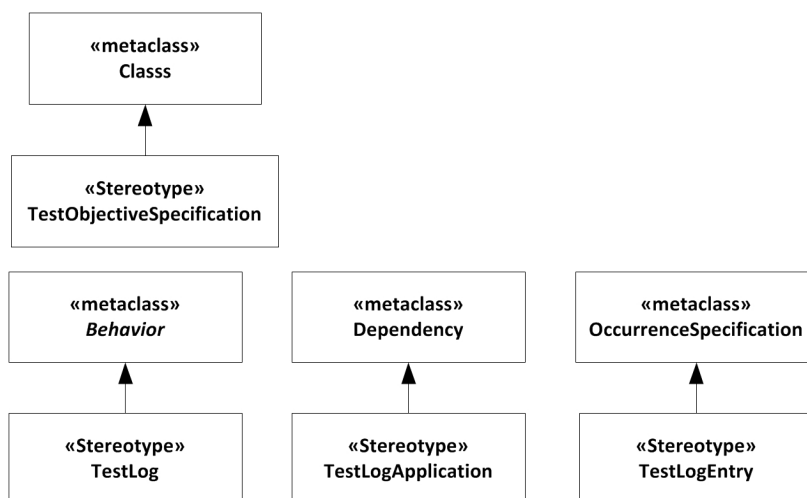 «metaclass»
Classs
«Stereotype»
TestObjectiveSpecification
«metaclass»
Behavior
«metaclass»
Dependency
«metaclass»
OccurrenceSpecification
«Stereotype»
TestLog
«Stereotype»
TestLogApplication
«Stereotype»
TestLogEntry